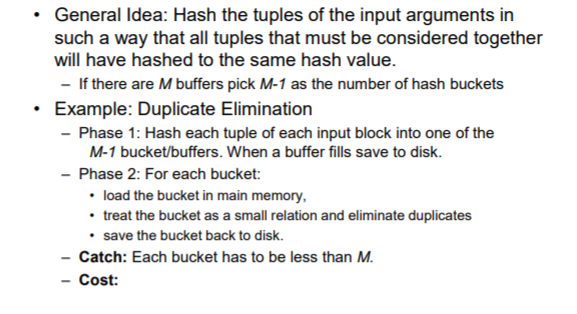 • General Idea: Hash the tuples of the input arguments in
such a way that all tuples that must be considered together
will have hashed to the same hash value.
– If there are M buffers pick M-1 as the number of hash buckets
• Example: Duplicate Elimination
– Phase 1: Hash each tuple of each input block into one of the
M-1 bucket/buffers. When a buffer fills save to disk.
– Phase 2: For each bucket:
• load the bucket in main memory,
• treat the bucket as a small relation and eliminate duplicates
• save the bucket back to disk.
– Catch: Each bucket has to be less than M.
– Cost: